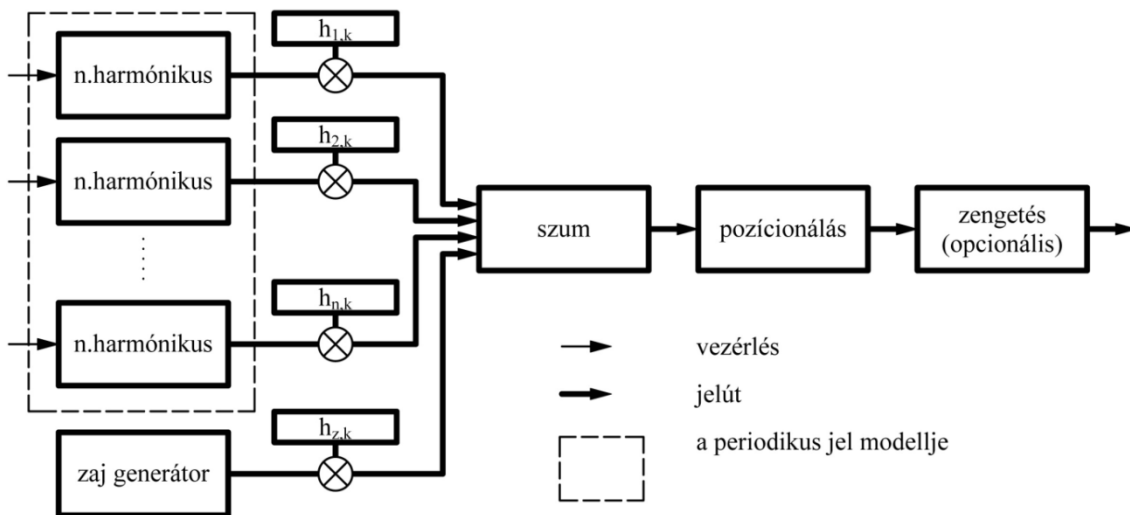 h1,k
n.harmónikus
h2,k
n.harmónikus
szum
pozícionálás
zengetés
(opcionális)
hn,k
n.harmónikus
vezérlés
jelút
hz,k
zaj generátor
a periodikus jel modellje